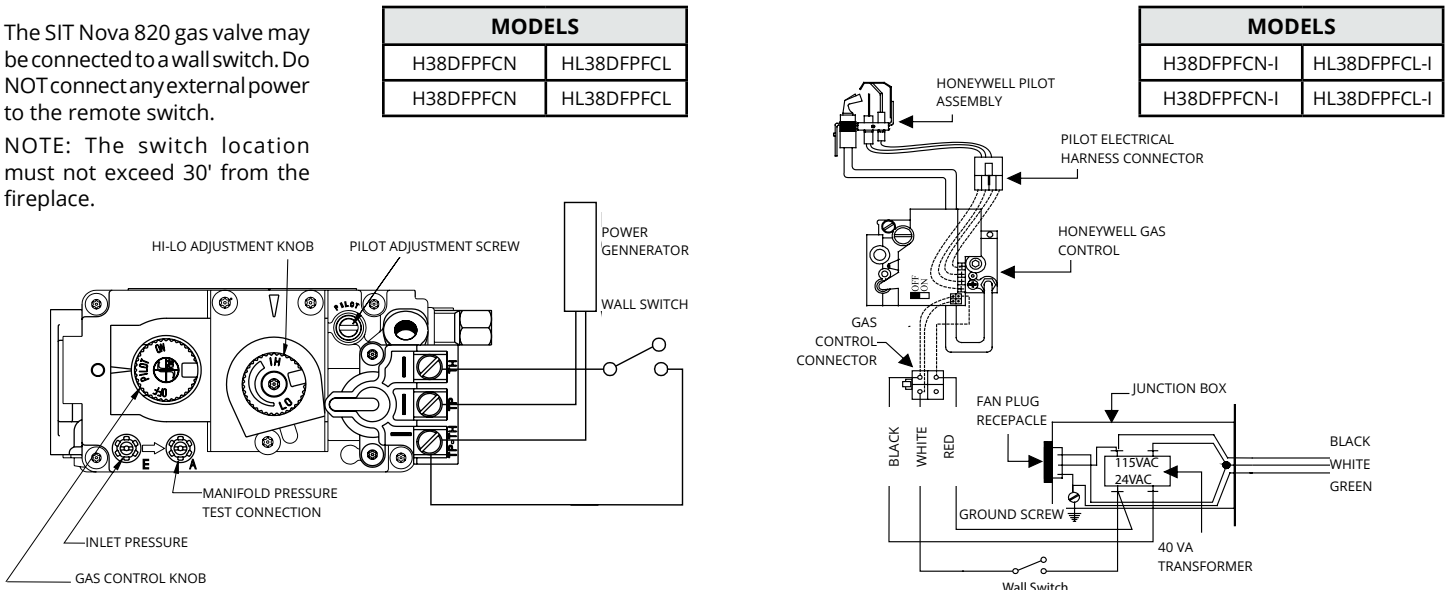 The SIT Nova 820 gas valve may
be connected to a wall switch. Do
NOT connect any external power
to the remote switch.
NOTE: The switch location
must not exceed 30' from the
fireplace.
MODELS
H38DFPFCN HL38DFPFCL
H38DFPFCN HL38DFPFCL
HI-LO ADJUSTMENT KNOB
PILOT ADJUSTMENT SCREW
POWER
GENNERATOR
WALL SWITCH
PILOT
ON
PILOT
OFF
HI
LO
TH
TP
TP-TH
E
A
MANIFOLD PRESSURE
TEST CONNECTION
INLET PRESSURE
GAS CONTROL KNOB
MODELS
H38DFPFCN-I HL38DFPFCL-I
H38DFPFCN-I HL38DFPFCL-I
HONEYWELL PILOT
ASSEMBLY
PILOT ELECTRICAL
HARNESS CONNECTOR
HONEYWELL GAS
CONTROL
OFF
ON
GAS
CONTROL
CONNECTOR
BLACK
WHITE
RED
FAN PLUG
RECEPACLE
JUNCTION BOX
115VAC
24VAC
BLACK
WHITE
GREEN
GROUND SCREW
40 VA
TRANSFORMER
Wall Switch